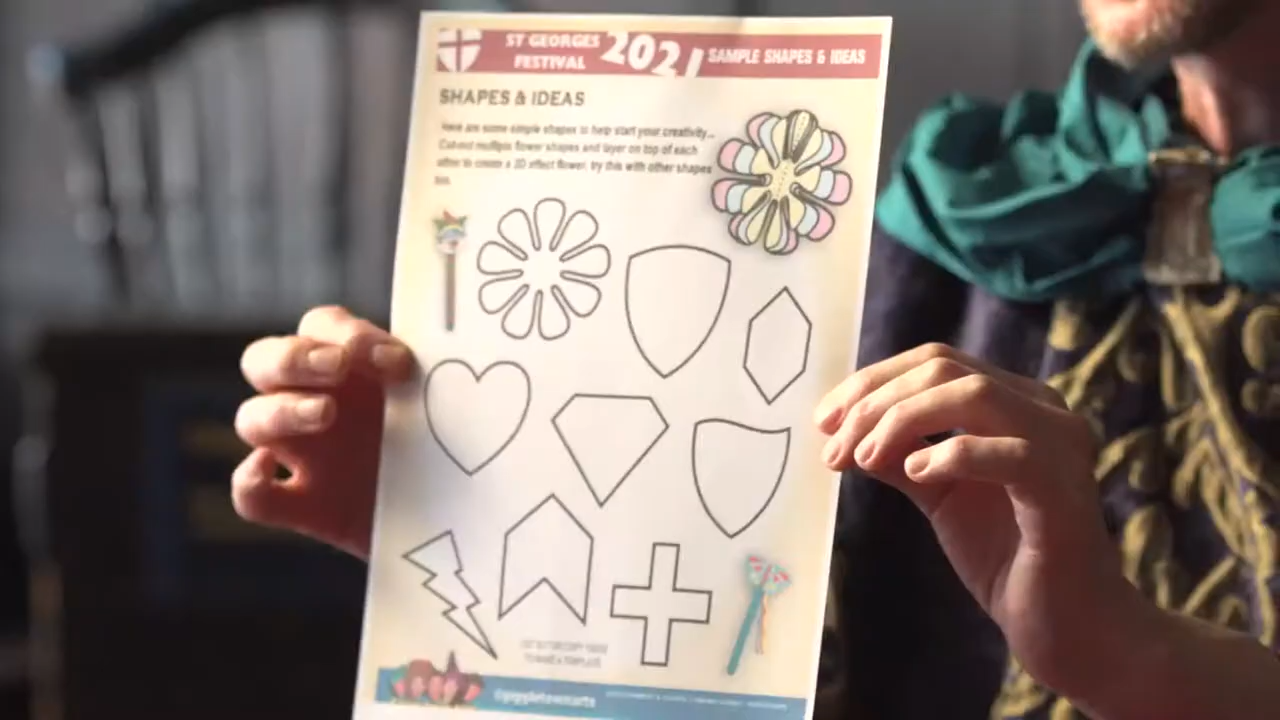 ST GEORGES
FESTIVAL
2021
SAMPLE SHAPES & IDEAS
SHAPES & IDEAS
Here are some simple shapes to help start your creativity...
Cut out multiple flower shapes and layer on top of each
other to create a 3D effect flower, try this with other shapes
too.